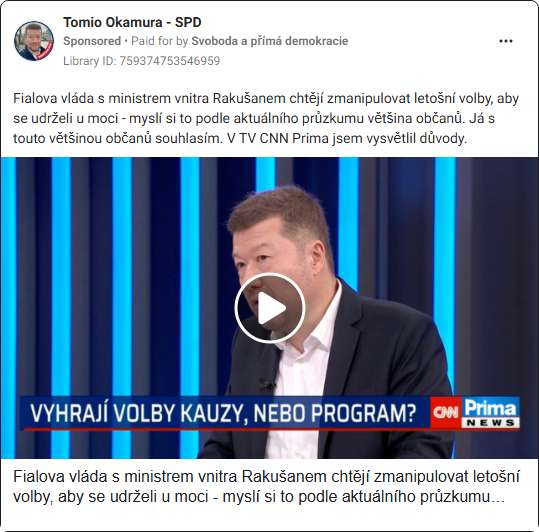 Tomio Okamura - SPD
Sponsored • Paid for by Svoboda a přímá demokracie
Library ID: 759374753546959
Fialova vláda s ministrem vnitra Rakušanem chtějí zmanipulovat letošní volby, aby
se udrželi u moci - myslí si to podle aktuálního průzkumu většina občanů. Já s
touto většinou občanů souhlasím. V TV CNN Prima jsem vysvětlil důvody.
VYHRAJÍ VOLBY KAUZY, NEBO PROGRAM?
CNN Prima
NEWS
Fialova vláda s ministrem vnitra Rakušanem chtějí zmanipulovat letošní
volby, aby se udrželi u moci - myslí si to podle aktuálního průzkumu…